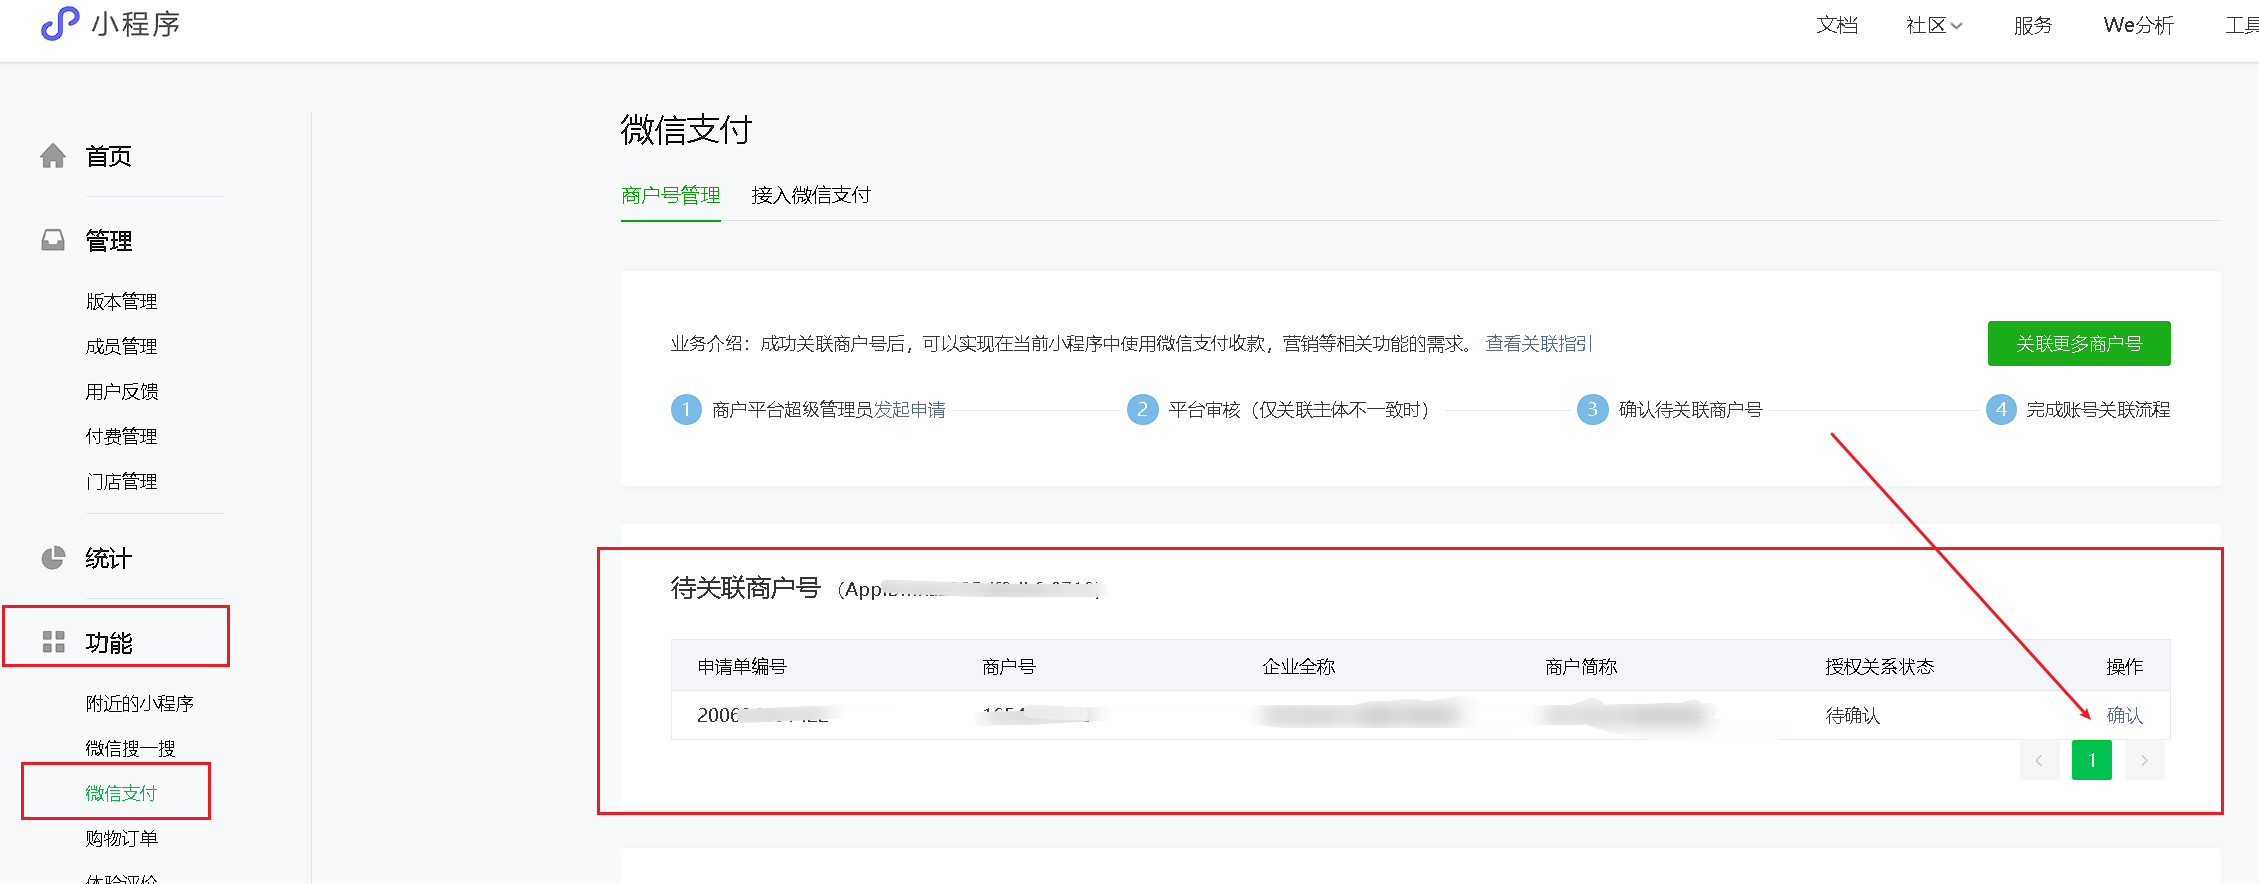 小程序
文档 社区 服务 We分析 工具
首页
管理
版本管理
成员管理
用户反馈
付费管理
门店管理
统计
功能
附近的小程序
微信搜一搜
微信支付
购物订单
体验评价
微信支付
商户号管理 接入微信支付
业务介绍：成功关联商户号后，可以实现在当前小程序中使用微信支付收款，营销等相关功能的需求。 查看关联指引
关联更多商户号
1 商户平台超级管理员发起申请 2 平台审核（仅关联主体不一致时） 3 确认待关联商户号 4 完成账号关联流程
待关联商户号
申请单编号 商户号 企业全称 商户简称 授权关系状态 操作
待确认 确认
1